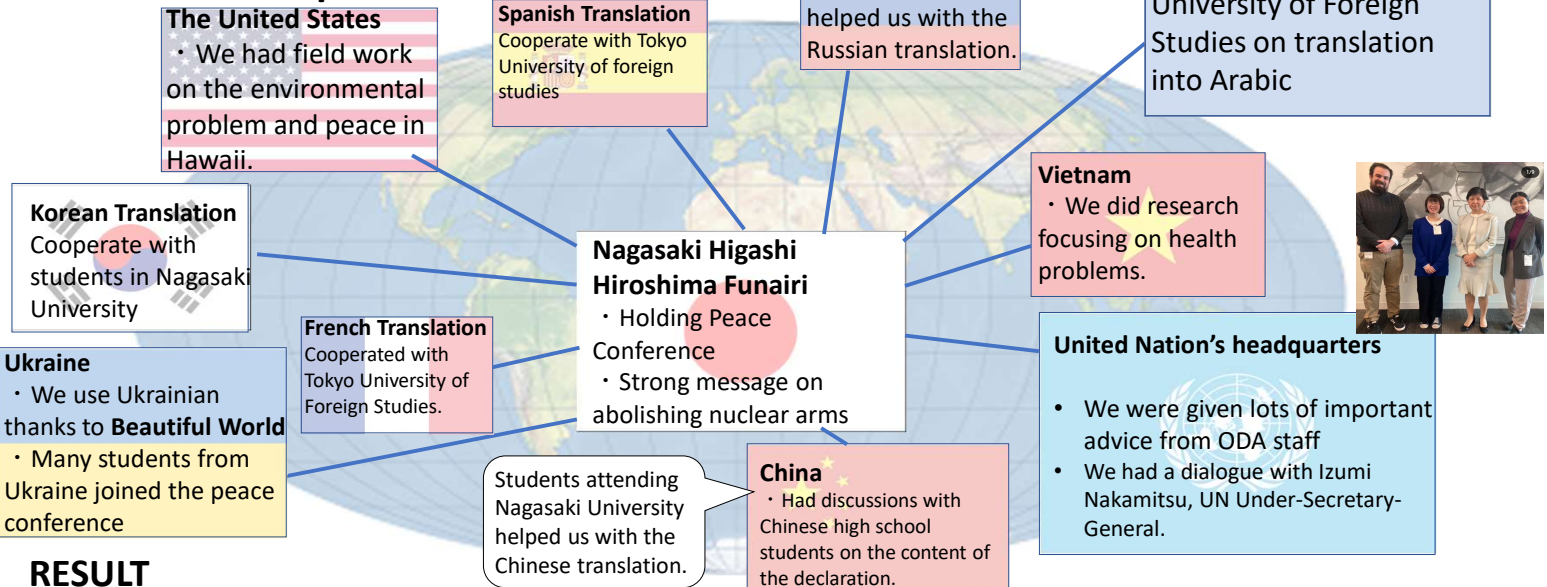 The United States
・We had field work
on the environmental
problem and peace in
Hawaii.
Spanish Translation
Cooperate with Tokyo
University of foreign
studies
helped us with the
Russian translation.
University of Foreign
Studies on translation
into Arabic
Korean Translation
Cooperate with
students in Nagasaki
University
Nagasaki Higashi
Hiroshima Funairi
・Holding Peace
Conference
・Strong message on
abolishing nuclear arms
Vietnam
・We did research
focusing on health
problems.
1/9
French Translation
Cooperated with
Tokyo University of
Foreign Studies.
Ukraine
・We use Ukrainian
thanks to Beautiful World
・Many students from
Ukraine joined the peace
conference
United Nation's headquarters
• We were given lots of important
advice from ODA staff
• We had a dialogue with Izumi
Nakamitsu, UN Under-Secretary-
General.
Students attending
Nagasaki University
helped us with the
Chinese translation.
China
・Had discussions with
Chinese high school
students on the content of
the declaration.
RESULT